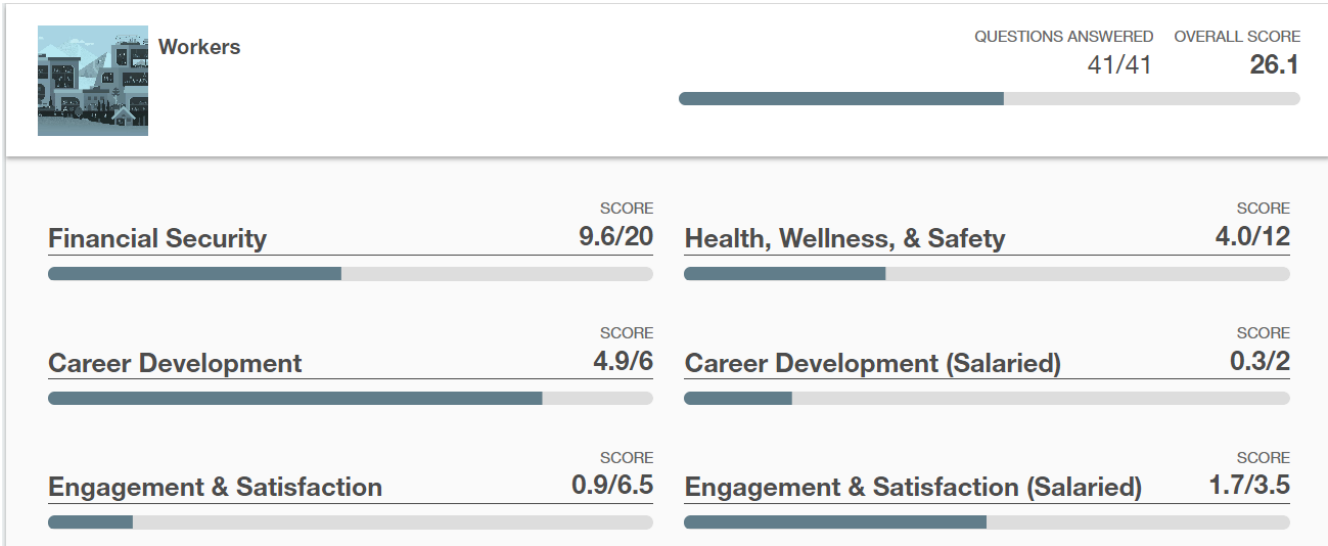 Workers
QUESTIONS ANSWERED OVERALL SCORE
41/41 26.1
SCORE
Financial Security 9.6/20
SCORE
Health, Wellness, & Safety 4.0/12
SCORE
Career Development 4.9/6
SCORE
Career Development (Salaried) 0.3/2
SCORE
Engagement & Satisfaction 0.9/6.5
SCORE
Engagement & Satisfaction (Salaried) 1.7/3.5